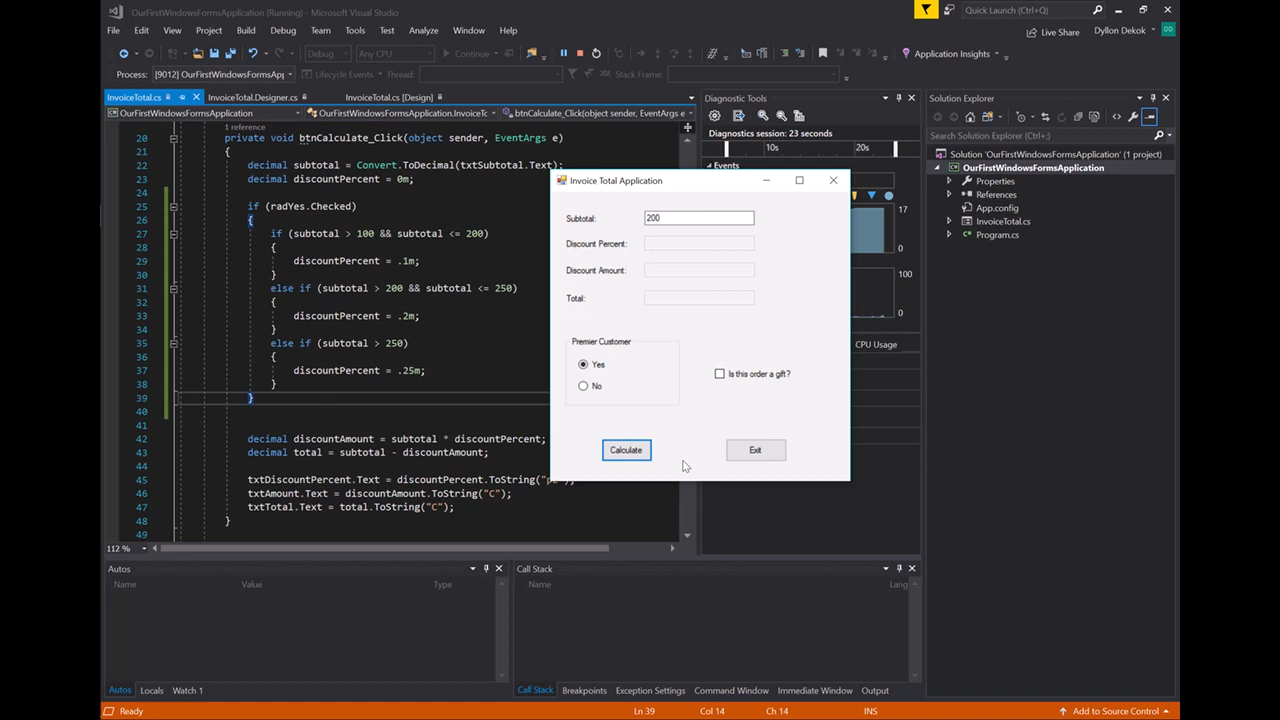 OurFirstWindowsFormsApplication (Running) - Microsoft Visual Studio
Quick Launch (Ctrl+Q)
File Edit View Project Build Debug Team Tools Test Analyze Window Help
Dyllon Dekok DD
Debug Any CPU Continue Application Insights Live Share
Process: [9012] OurFirstWindowsFormsApp Lifecycle Events Thread: Stack Frame:
InvoiceTotal.cs InvoiceTotal.Designer.cs InvoiceTotal.cs [Design]
OurFirstWindowsFormsApplication OurFirstWindowsFormsApplication.InvoiceTc btnCalculate_Click(object sender, EventArgs e)
1 reference
20 private void btnCalculate_Click(object sender, EventArgs e)
21 {
22 decimal subtotal = Convert.ToDecimal(txtSubtotal.Text);
23 decimal discountPercent = 0m;
24
25 if (radYes.Checked)
26 {
27 if (subtotal > 100 && subtotal <= 200)
28 {
29 discountPercent = .1m;
30 }
31 else if (subtotal > 200 && subtotal <= 250)
32 {
33 discountPercent = .2m;
34 }
35 else if (subtotal > 250)
36 {
37 discountPercent = .25m;
38 }
39 }
40
41
42 decimal discountAmount = subtotal * discountPercent;
43 decimal total = subtotal - discountAmount;
44
45 txtDiscountPercent.Text = discountPercent.ToString("p1");
46 txtAmount.Text = discountAmount.ToString("C");
47 txtTotal.Text = total.ToString("C");
48 }
49
112 %
Invoice Total Application
Subtotal: 200
Discount Percent:
Discount Amount:
Total:
Premier Customer
Yes
No
Is this order a gift?
Calculate Exit
Diagnostic Tools
Diagnostics session: 23 seconds
10s 20s
Events
17
0
100
0
CPU Usage
Solution Explorer
Search Solution Explorer (Ctrl+;)
Solution 'OurFirstWindowsFormsApplication' (1 project)
OurFirstWindowsFormsApplication
Properties
References
App.config
InvoiceTotal.cs
Program.cs
Autos
Name Value Type
Autos Locals Watch 1
Call Stack
Name Lang
Call Stack Breakpoints Exception Settings Command Window Immediate Window Output
Ready Ln 39 Col 14 Ch 14 INS Add to Source Control